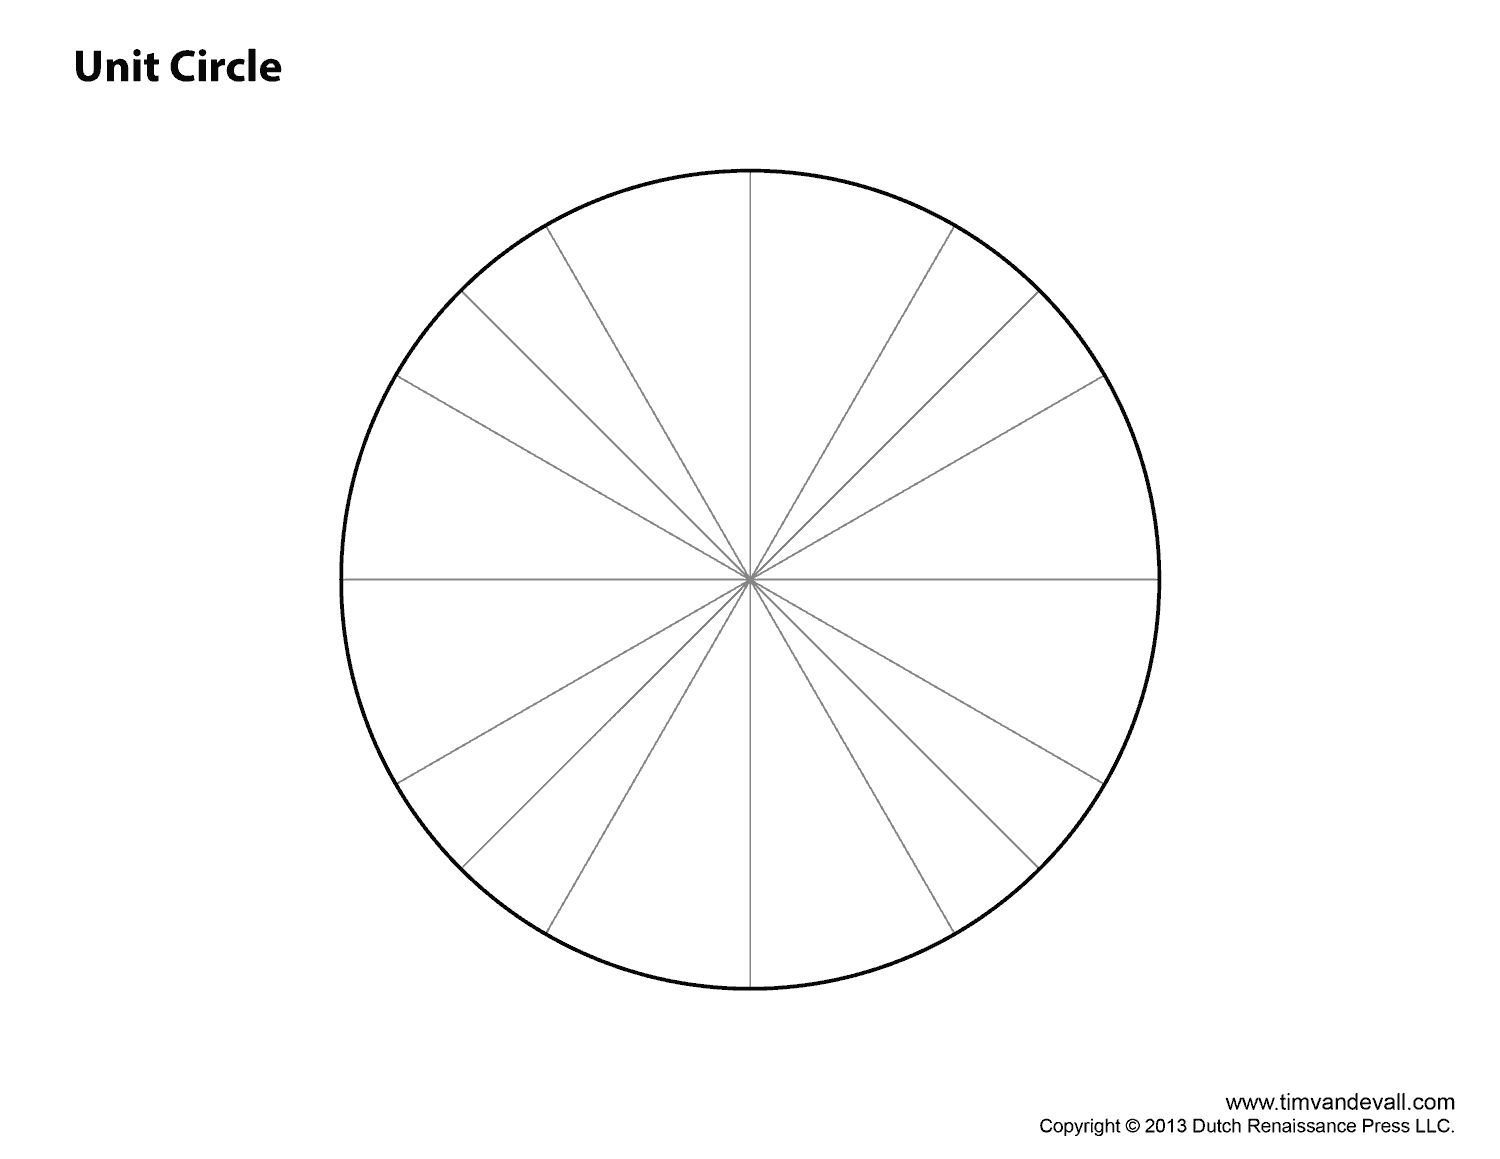 Unit Circle
www.timvandevall.com
Copyright © 2013 Dutch Renaissance Press LLC.